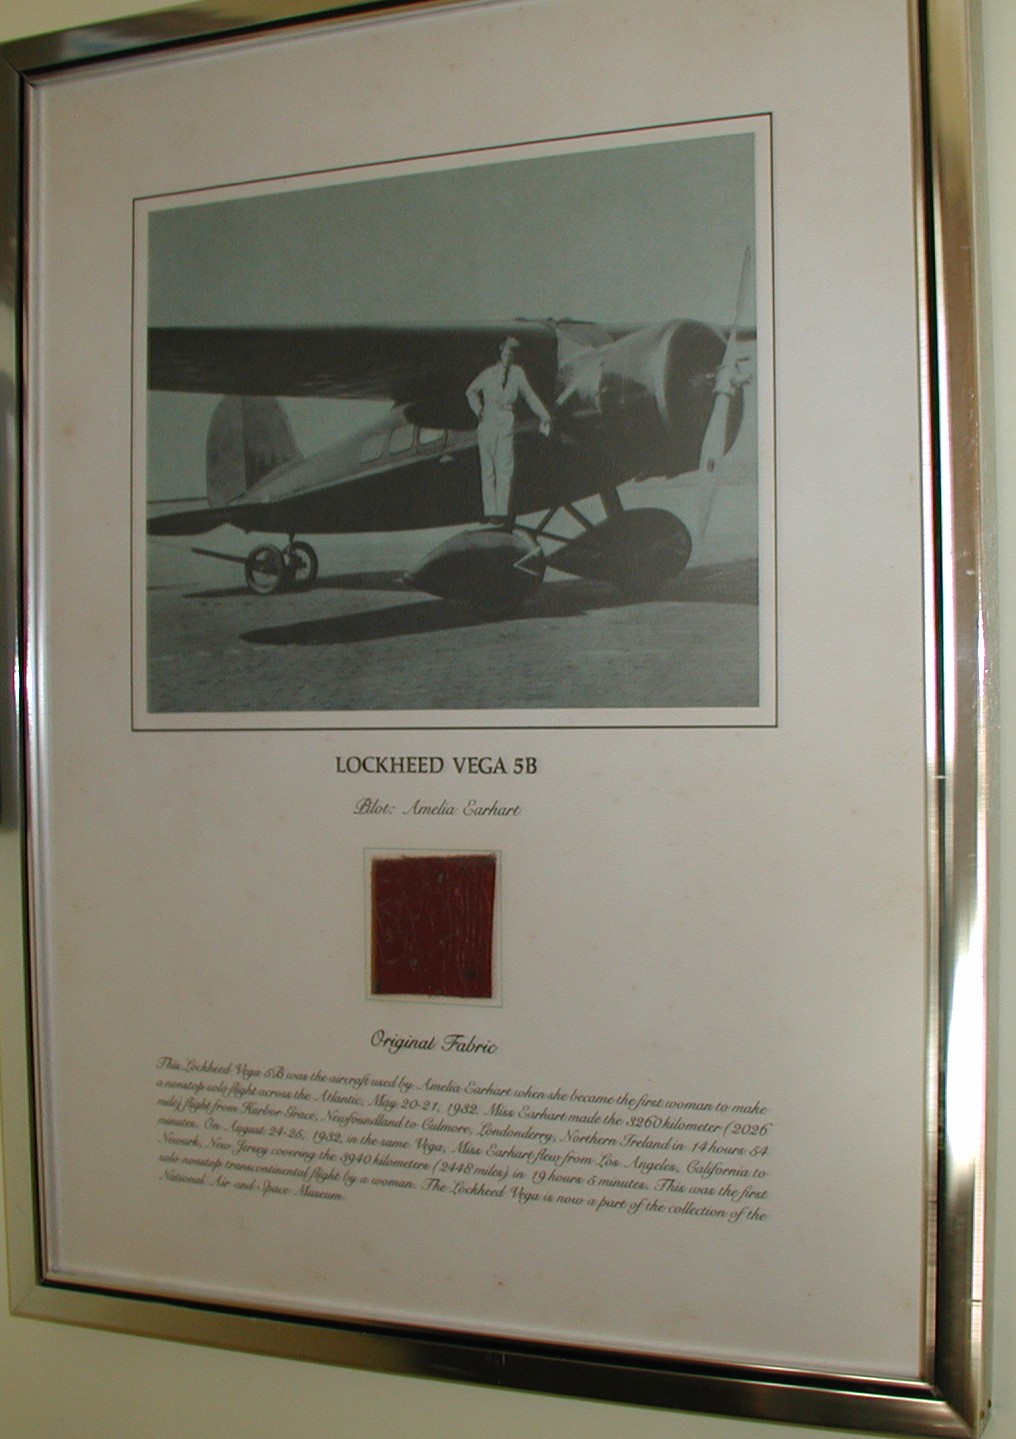 LOCKHEED VEGA 5B
Pilot: Amelia Earhart
Original Fabric
This Lockheed Vega 5B was the aircraft used by Amelia Earhart when she became the first woman to make
a nonstop solo flight across the Atlantic, May 20-21, 1932. Miss Earhart made the 3260 kilometer (2026
mile) flight from Harbor Grace, Newfoundland to Culmore, Londonderry, Northern Ireland in 14 hours 54
minutes. On August 24-25, 1932, in the same Vega, Miss Earhart flew from Los Angeles, California to
Newark, New Jersey covering the 3940 kilometers (2448 miles) in 19 hours 5 minutes. This was the first
solo nonstop transcontinental flight by a woman. The Lockheed Vega is now a part of the collection of the
National Air and Space Museum.